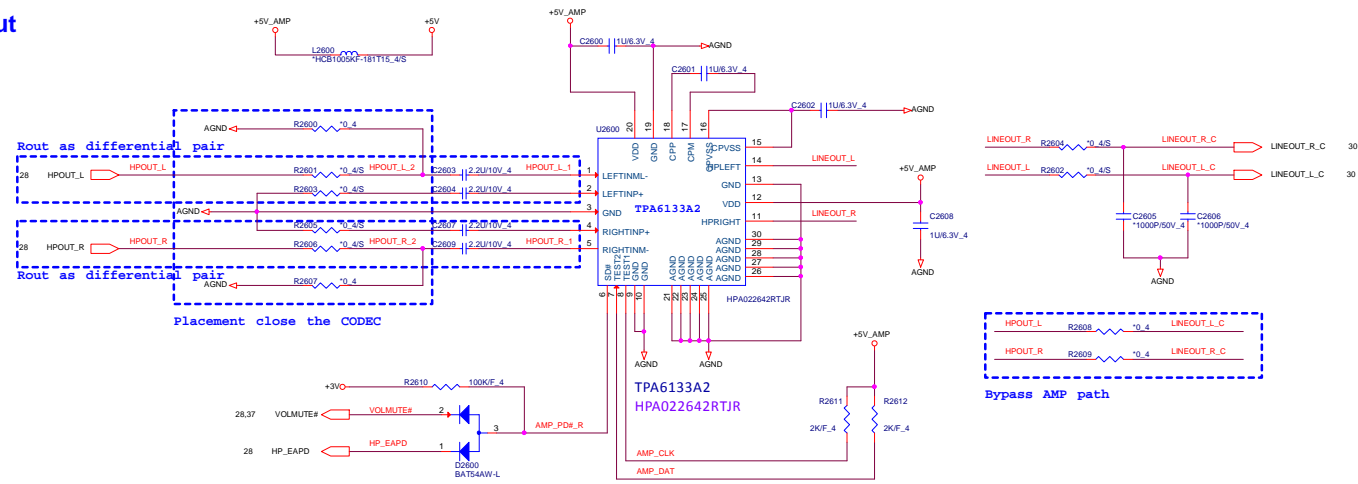 ut
+5V_AMP
+5V
L2600
*HCB1005KF-181T15_4/S
+5V_AMP
C2600 1U/6.3V_4
AGND
C2601 1U/6.3V_4
C2602 1U/6.3V_4
AGND
U2600
20 19 18 17 16
VDD GND CPP CPM CPVSS
CPVSS 15
HPLEFT 14 LINEOUT_L
GND 13
VDD 12
HPRIGHT 11 LINEOUT_R
AGND 30
AGND 29
AGND 28
AGND 27
AGND 26
TPA6133A2
HPA022642RTJR
1 LEFTINML-
2 LEFTINP+
3 GND
4 RIGHTINP+
5 RIGHTINM-
SD# TEST2 TEST1 GND GND AGND AGND AGND AGND AGND
6 7 8 9 10 21 22 23 24 25
AGND AGND
AGND R2600 *0_4
Rout as differential pair
28 HPOUT_L HPOUT_L R2601 *0_4/S HPOUT_L_2 C2603 2.2U/10V_4 HPOUT_L_1
R2603 *0_4/S C2604 2.2U/10V_4
AGND
R2605 *0_4/S C2607 2.2U/10V_4
28 HPOUT_R HPOUT_R R2606 *0_4/S HPOUT_R_2 C2609 2.2U/10V_4 HPOUT_R_1
Rout as differential pair
AGND R2607 *0_4
Placement close the CODEC
+5V_AMP
C2608
1U/6.3V_4
AGND
LINEOUT_R R2604 *0_4/S LINEOUT_R_C LINEOUT_R_C 30
LINEOUT_L R2602 *0_4/S LINEOUT_L_C LINEOUT_L_C 30
C2605
*1000P/50V_4
C2606
*1000P/50V_4
AGND
HPOUT_L R2608 *0_4 LINEOUT_L_C
HPOUT_R R2609 *0_4 LINEOUT_R_C
Bypass AMP path
TPA6133A2
HPA022642RTJR
+5V_AMP
R2611
2K/F_4
R2612
2K/F_4
+3V R2610 100K/F_4
28,37 VOLMUTE# VOLMUTE# 2
3 AMP_PD#_R
28 HP_EAPD HP_EAPD 1
D2600
BAT54AW-L
AMP_CLK
AMP_DAT